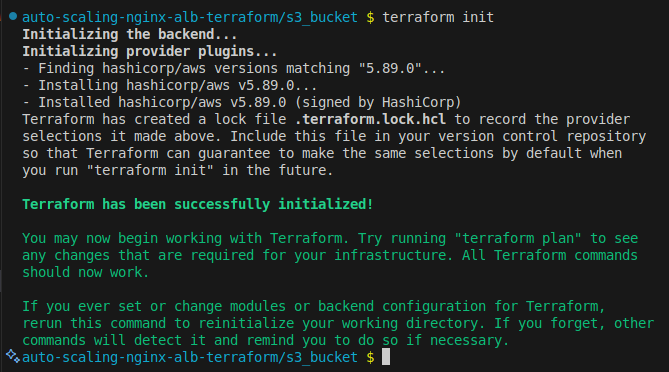 auto-scaling-nginx-alb-terraform/s3_bucket $ terraform init
Initializing the backend...
Initializing provider plugins...
- Finding hashicorp/aws versions matching "5.89.0"...
- Installing hashicorp/aws v5.89.0...
- Installed hashicorp/aws v5.89.0 (signed by HashiCorp)
Terraform has created a lock file .terraform.lock.hcl to record the provider
selections it made above. Include this file in your version control repository
so that Terraform can guarantee to make the same selections by default when
you run "terraform init" in the future.
Terraform has been successfully initialized!
You may now begin working with Terraform. Try running "terraform plan" to see
any changes that are required for your infrastructure. All Terraform commands
should now work.
If you ever set or change modules or backend configuration for Terraform,
rerun this command to reinitialize your working directory. If you forget, other
commands will detect it and remind you to do so if necessary.
auto-scaling-nginx-alb-terraform/s3_bucket $